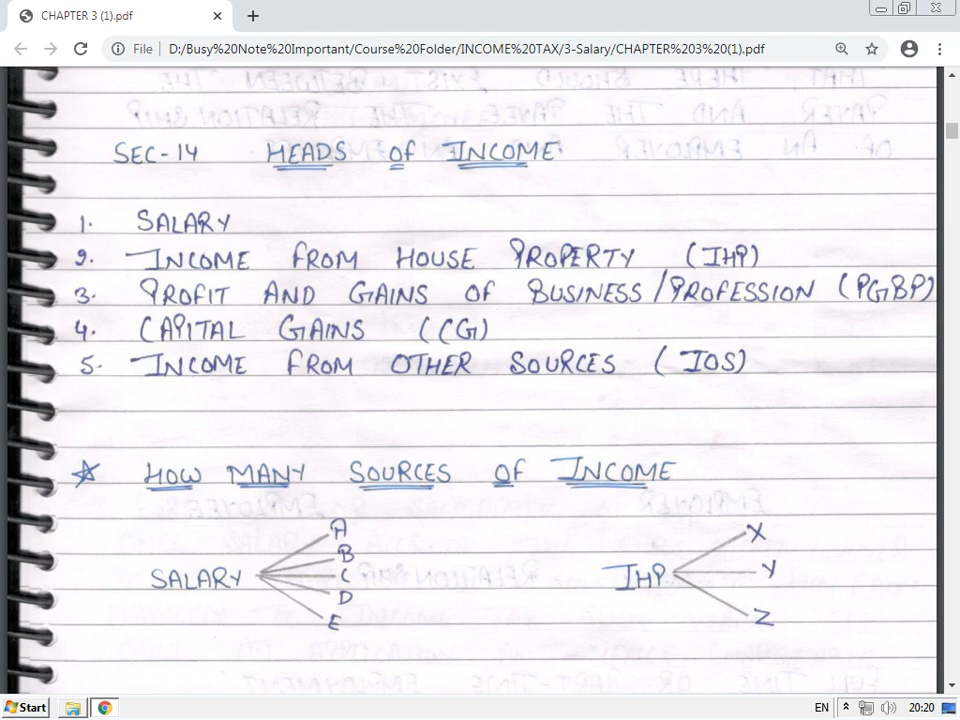 CHAPTER 3 (1).pdf
File D:/Busy%20Note%20Important/Course%20Folder/INCOME%20TAX/3-Salary/CHAPTER%203%20(1).pdf
SEC-14 HEADS OF INCOME
1. SALARY
2. INCOME FROM HOUSE PROPERTY (IHP)
3. PROFIT AND GAINS OF BUSINESS/PROFESSION (PGBP)
4. CAPITAL GAINS (CG)
5. INCOME FROM OTHER SOURCES (IOS)
HOW MANY SOURCES OF INCOME
SALARY
A
B
C
D
E
IHP
X
Y
Z
Start
EN 20:20